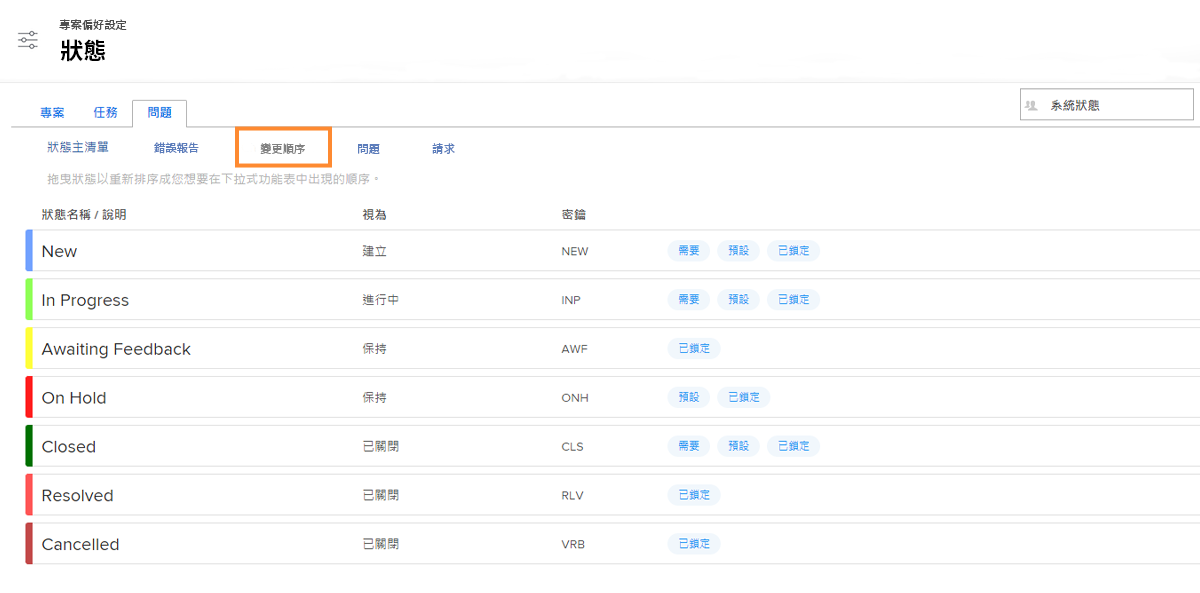 專案偏好設定
狀態
專案 任務 問題
系統狀態
狀態主清單 錯誤報告 變更順序 問題 請求
拖曳狀態以重新排序成您想要在下拉式功能表中出現的順序。
狀態名稱 / 說明 視為 密鑰
New 建立 NEW 需要 預設 已鎖定
In Progress 進行中 INP 需要 預設 已鎖定
Awaiting Feedback 保持 AWF 已鎖定
On Hold 保持 ONH 預設 已鎖定
Closed 已關閉 CLS 需要 預設 已鎖定
Resolved 已關閉 RLV 已鎖定
Cancelled 已關閉 VRB 已鎖定